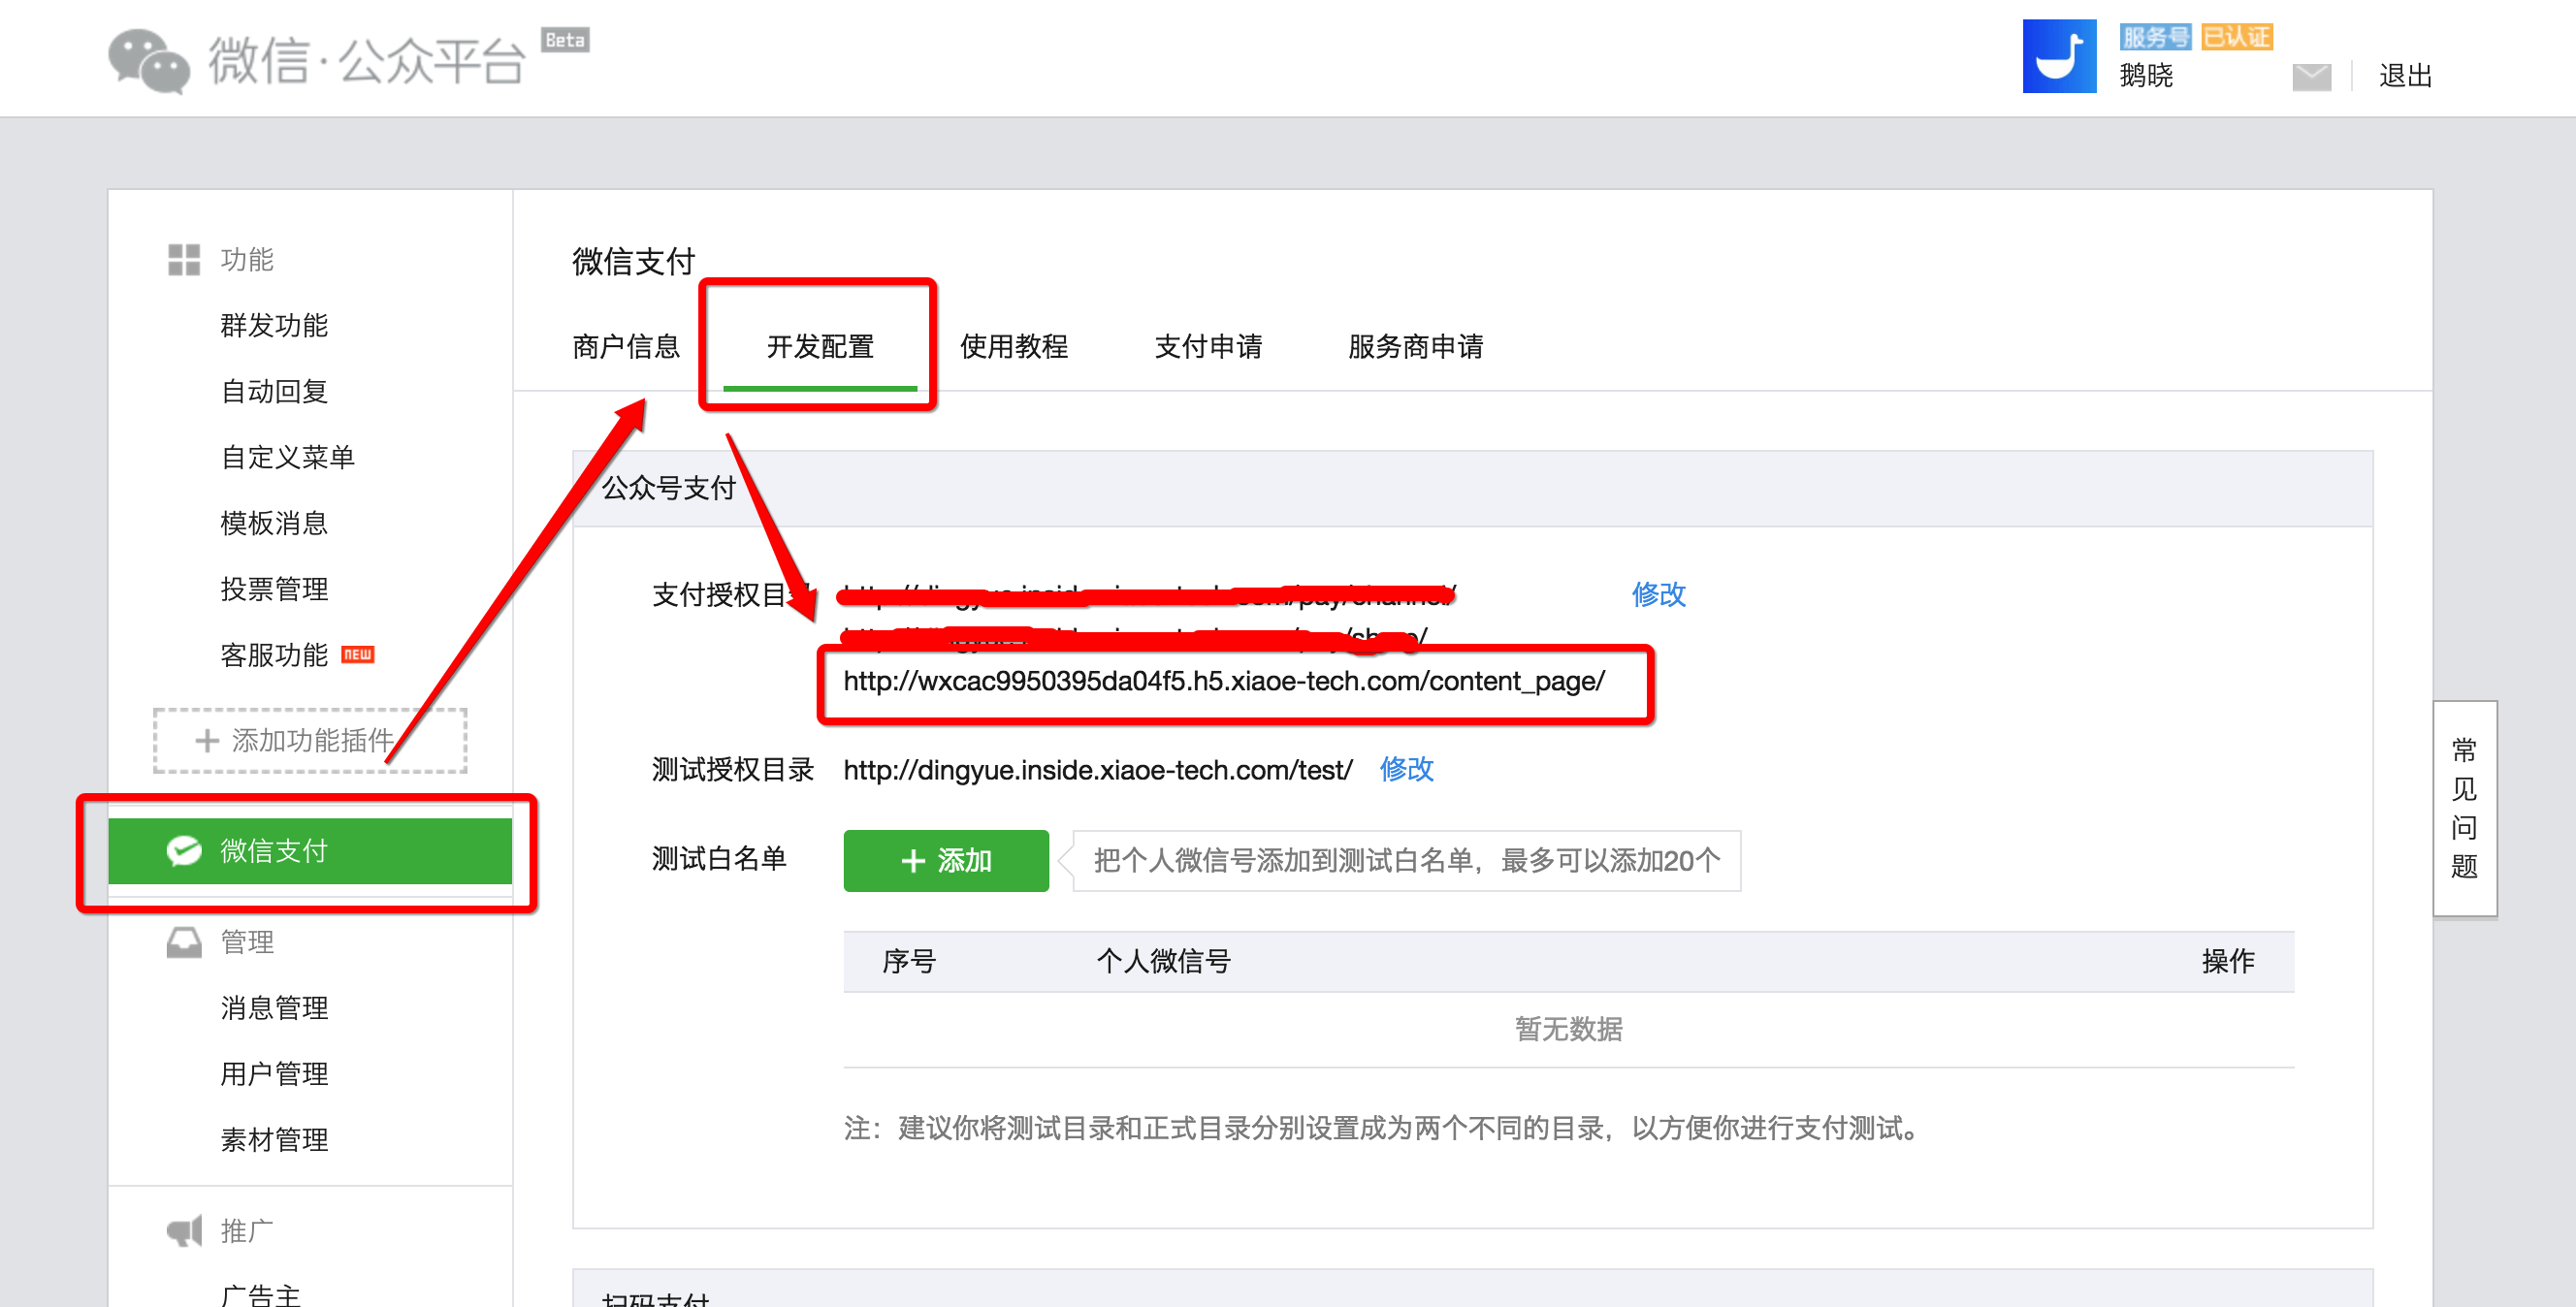 微信·公众平台 Beta
服务号 已认证
鹅晓
退出
功能
群发功能
自动回复
自定义菜单
模板消息
投票管理
客服功能 NEW
+ 添加功能插件
微信支付
管理
消息管理
用户管理
素材管理
推广
广告主
微信支付
商户信息 开发配置 使用教程 支付申请 服务商申请
公众号支付
支付授权目录 修改
http://wxcac9950395da04f5.h5.xiaoe-tech.com/content_page/
测试授权目录 http://dingyue.inside.xiaoe-tech.com/test/ 修改
测试白名单 + 添加 把个人微信号添加到测试白名单，最多可以添加20个
序号 个人微信号 操作
暂无数据
注：建议你将测试目录和正式目录分别设置成为两个不同的目录，以方便你进行支付测试。
扫码支付
常见问题